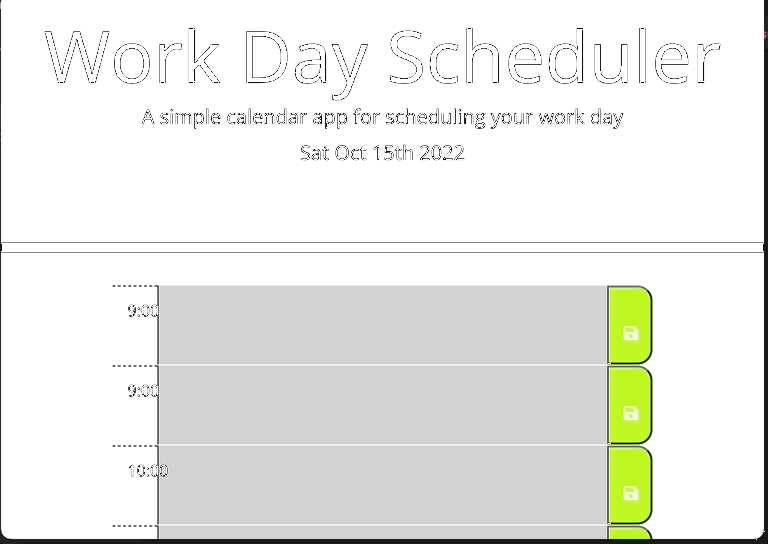 Work Day Scheduler
A simple calendar app for scheduling your work day
Sat Oct 15th 2022
9:00
9:00
10:00